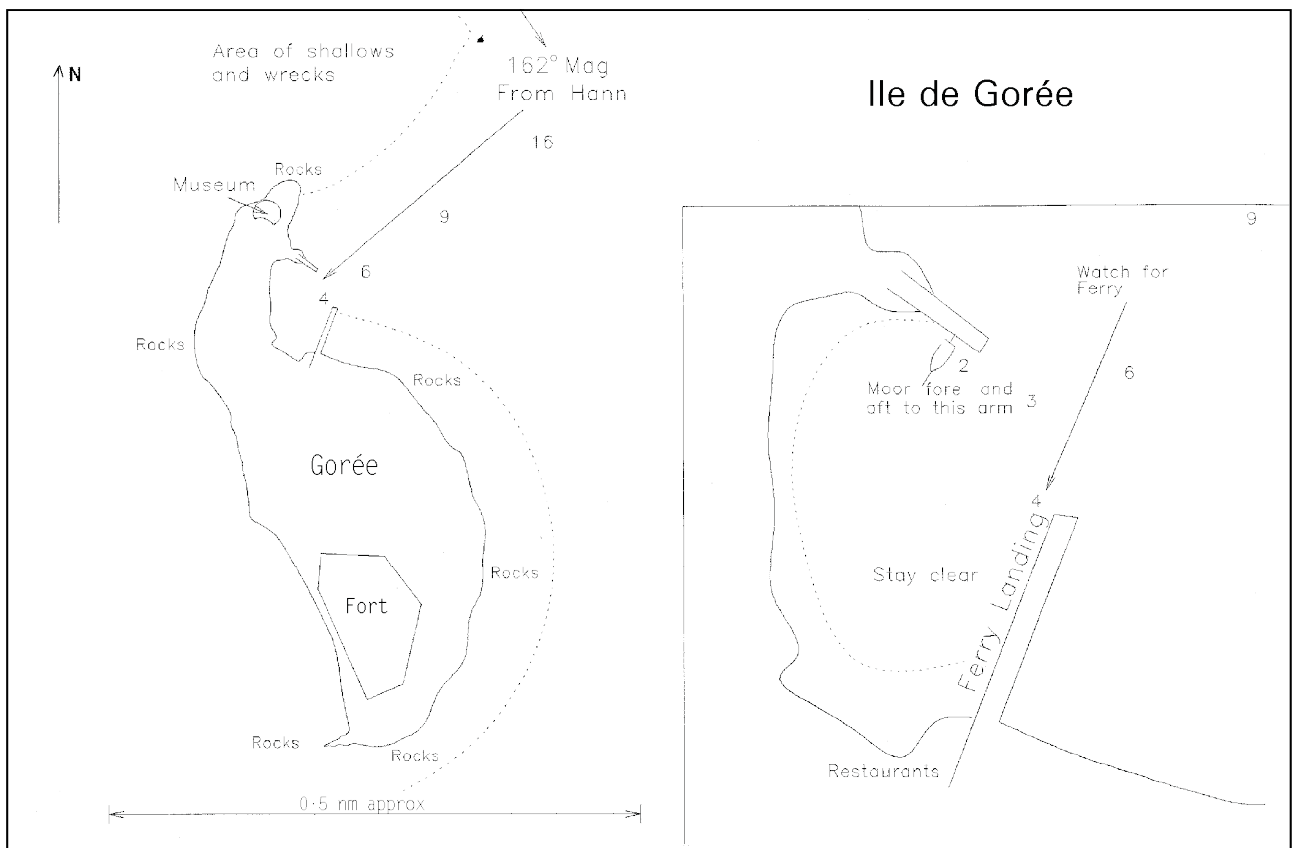 Ile de Gorée
N
Area of shallows
and wrecks
162° Mag
From Hann
16
Rocks
Museum
9
6
4
Rocks
Rocks
Gorée
Rocks
Fort
Rocks
Rocks
0·5 nm approx
9
Watch for
Ferry
6
2
Moor fore and
aft to this arm
3
4
Ferry Landing
Stay clear
Restaurants